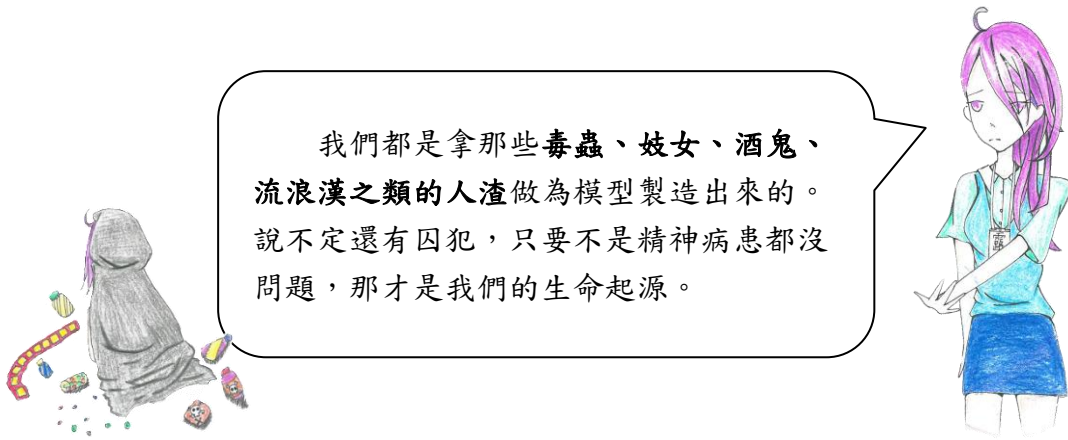 我們都是拿那些毒蟲、妓女、酒鬼、
流浪漢之類的人渣做為模型製造出來的。
說不定還有囚犯，只要不是精神病患都沒
問題，那才是我們的生命起源。